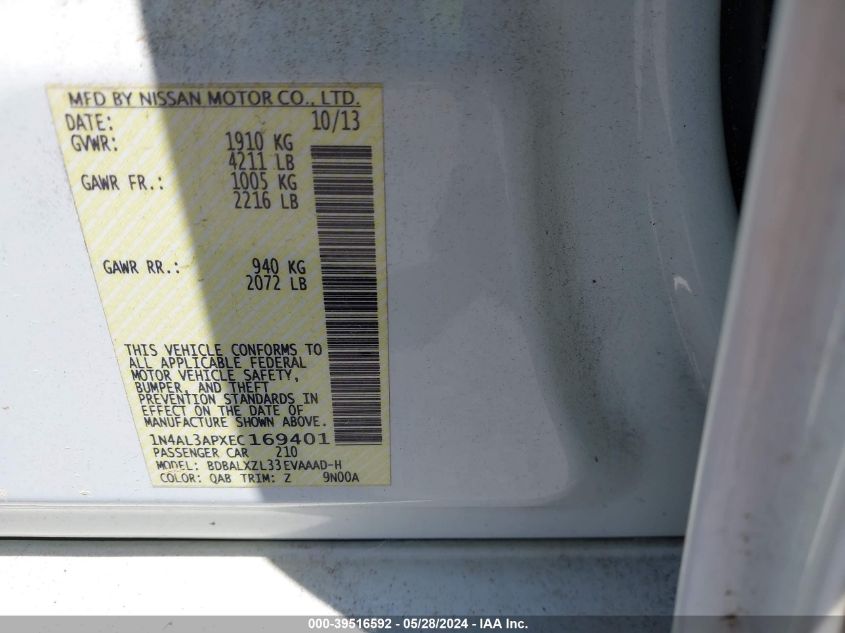 MFD BY NISSAN MOTOR CO., LTD.
DATE: 10/13
GVWR: 1910 KG
4211 LB
GAWR FR.: 1005 KG
2216 LB
GAWR RR.: 940 KG
2072 LB
THIS VEHICLE CONFORMS TO
ALL APPLICABLE FEDERAL
MOTOR VEHICLE SAFETY,
BUMPER, AND THEFT
PREVENTION STANDARDS IN
EFFECT ON THE DATE OF
MANUFACTURE SHOWN ABOVE.
1N4AL3APXEC169401
PASSENGER CAR 210
MODEL: BDBALXZL33EVAAAD-H
COLOR: QAB TRIM: Z 9N00A
000-39516592 - 05/28/2024 - IAAI Inc.